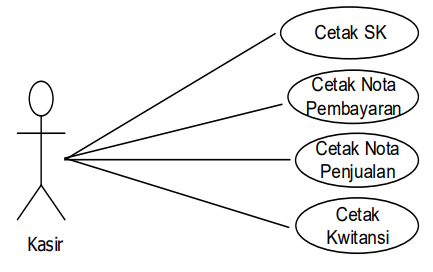 Cetak SK
Cetak Nota
Pembayaran
Cetak Nota
Penjualan
Cetak
Kwitansi
Kasir